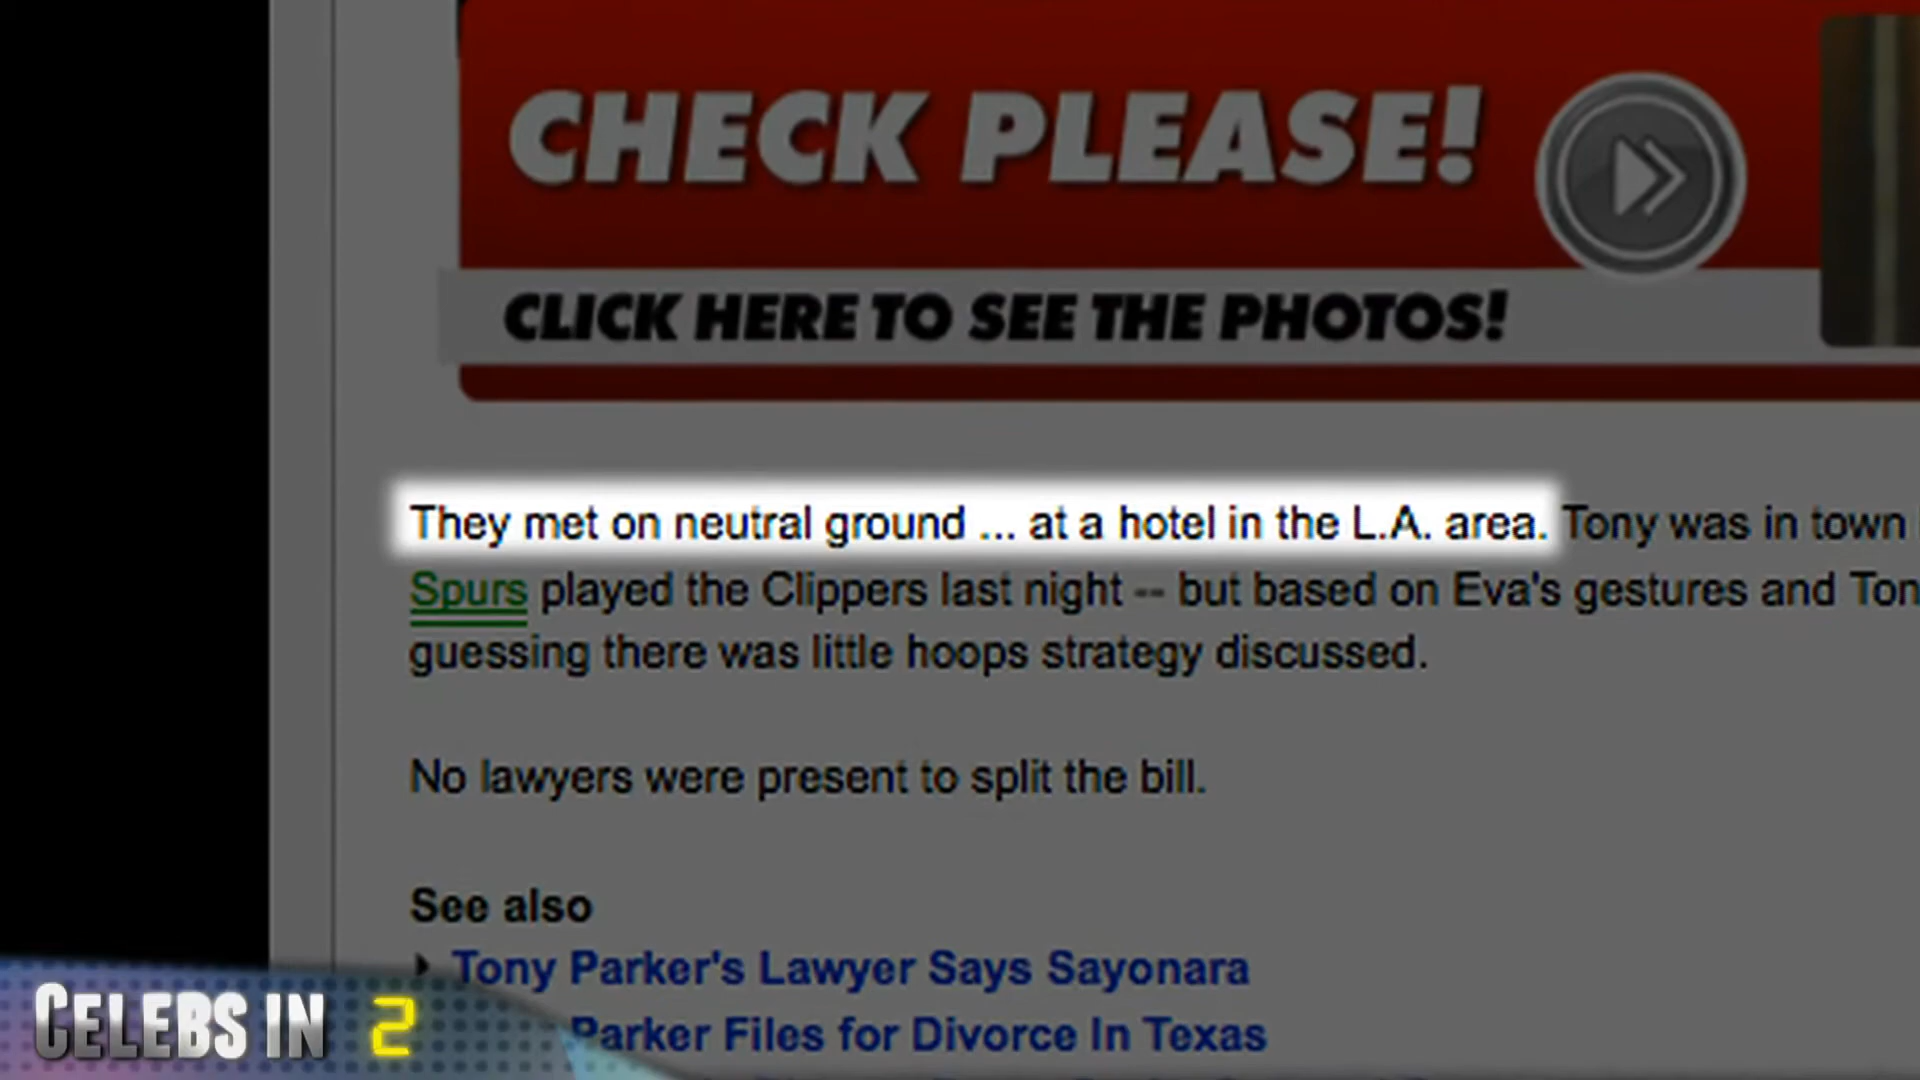 CHECK PLEASE!
CLICK HERE TO SEE THE PHOTOS!
They met on neutral ground ... at a hotel in the L.A. area. Tony was in town
Spurs played the Clippers last night -- but based on Eva's gestures and
guessing there was little hoops strategy discussed.
No lawyers were present to split the bill.
See also
Tony Parker's Lawyer Says Sayonara
Parker Files for Divorce In Texas
CELEBS IN 2